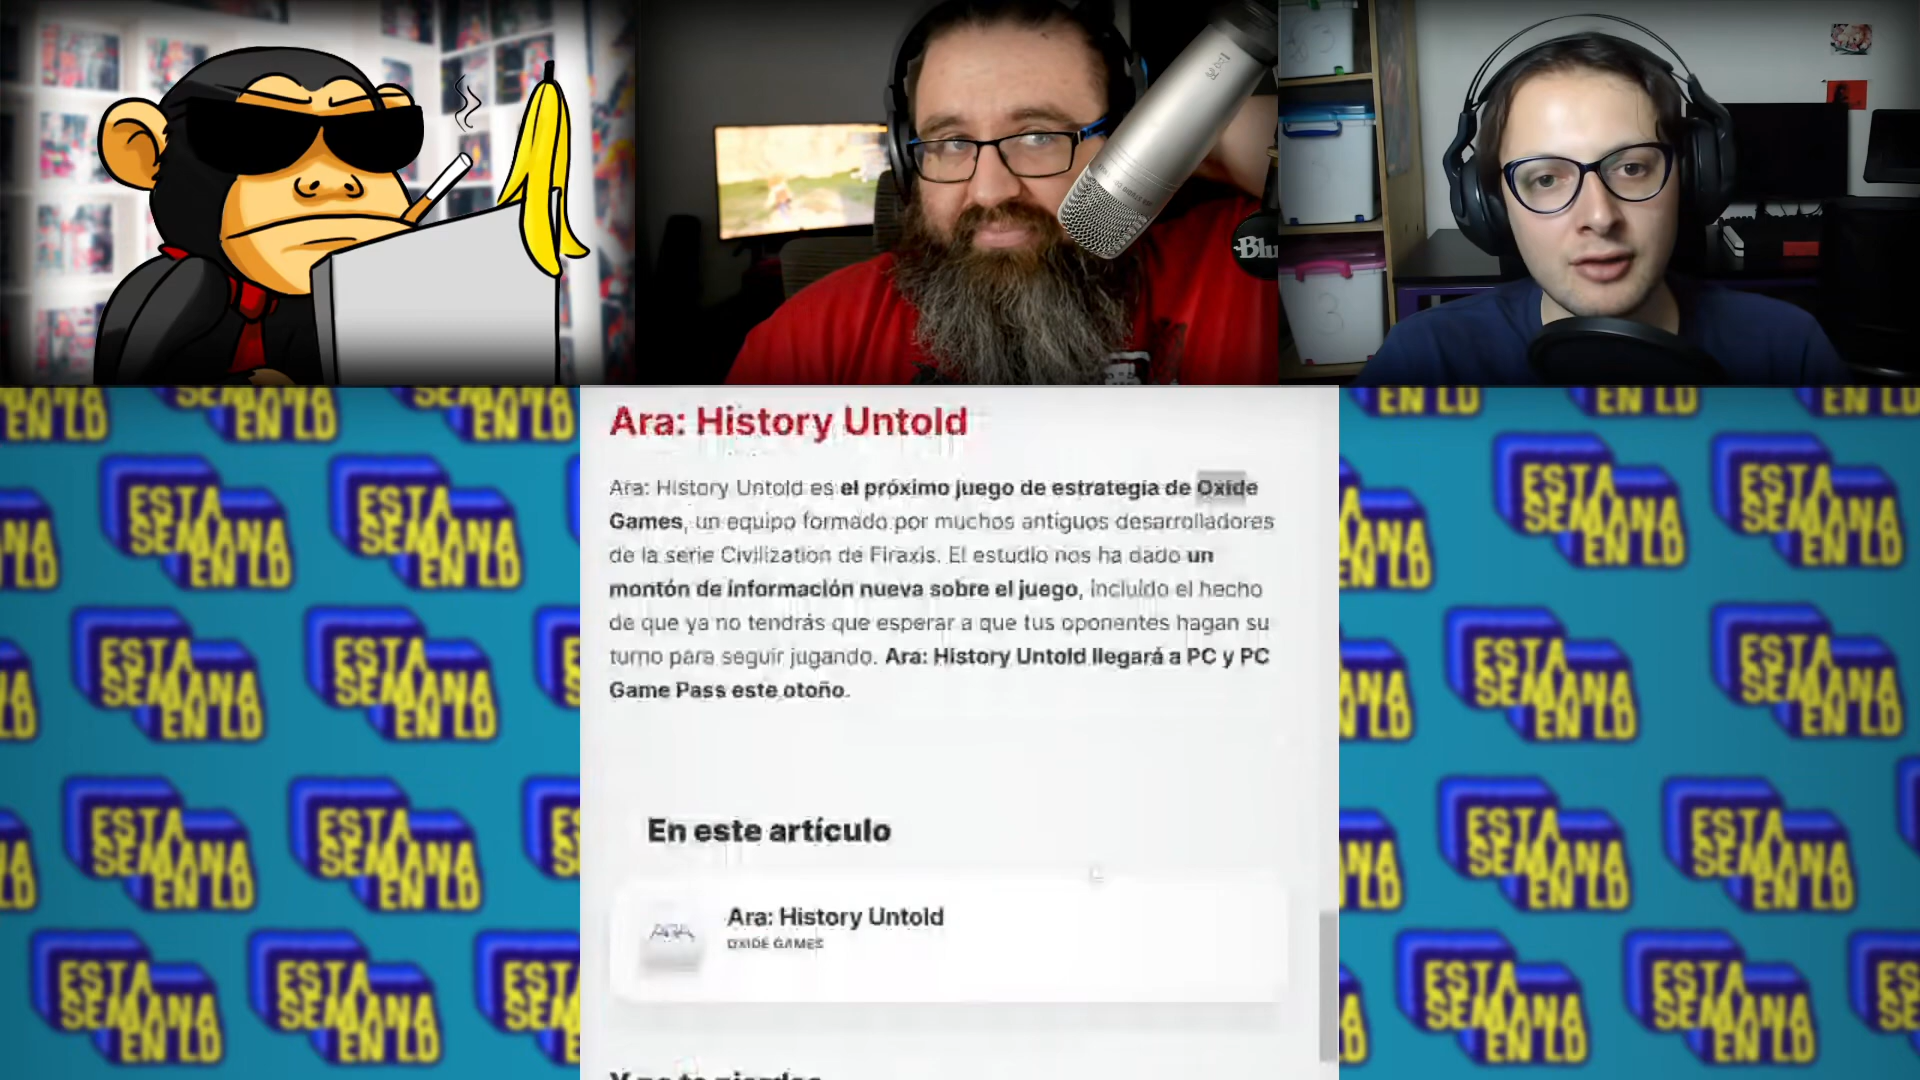 Blu
3
3
Ara: History Untold
Ara: History Untold es el próximo juego de estrategia de Oxide
Games, un equipo formado por muchos antiguos desarrolladores
de la serie Civilization de Firaxis. El estudio nos ha dado un
montón de información nueva sobre el juego, incluido el hecho
de que ya no tendrás que esperar a que tus oponentes hagan su
turno para seguir jugando. Ara: History Untold llegará a PC y PC
Game Pass este otoño.
En este artículo
ARA
Ara: History Untold
OXIDE GAMES
ESTA
SEMANA
EN LD